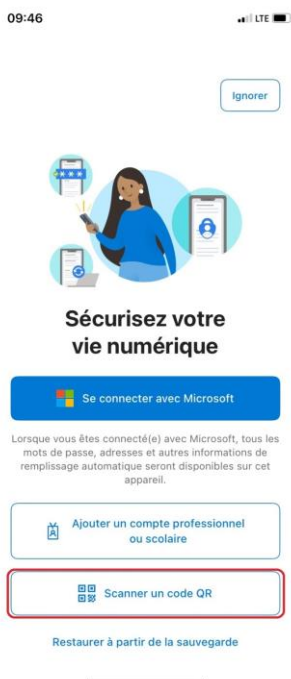 09:46
LTE
Ignorer
Sécurisez votre
vie numérique
Se connecter avec Microsoft
Lorsque vous êtes connecté(e) avec Microsoft, tous les
mots de passe, adresses et autres informations de
remplissage automatique seront disponibles sur cet
appareil.
Ajouter un compte professionnel
ou scolaire
Scanner un code QR
Restaurer à partir de la sauvegarde